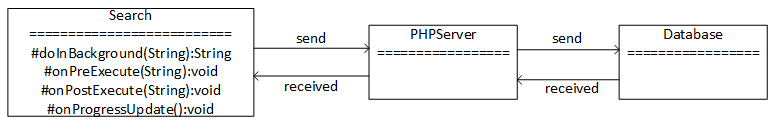 Search
===========================
#doInBackground(String):String
#onPreExecute(String):void
#onPostExecute(String):void
#onProgressUpdate():void
send
received
PHPServer
=================
send
received
Database
=================